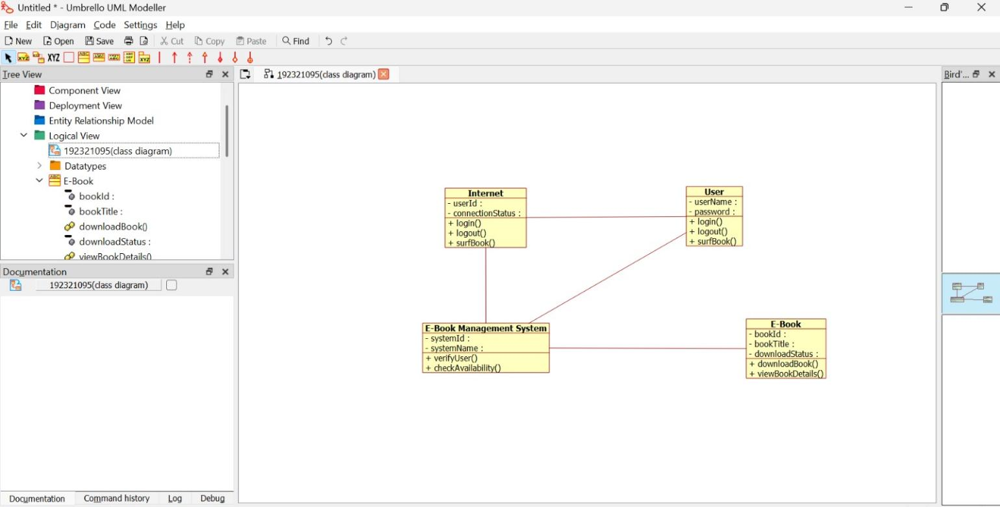 Untitled * - Umbrello UML Modeller
File Edit Diagram Code Settings Help
New Open Save Cut Copy Paste Find
XYZ
Tree View
192321095(class diagram)
Bird'...
Component View
Deployment View
Entity Relationship Model
Logical View
192321095(class diagram)
Datatypes
E-Book
bookId :
bookTitle :
downloadBook()
downloadStatus :
viewBookDetails()
Documentation
192321095(class diagram)
Internet
- userId :
- connectionStatus :
+ login()
+ logout()
+ surfBook()
User
- userName :
- password :
+ login()
+ logout()
+ surfBook()
E-Book Management System
- systemId :
- systemName :
+ verifyUser()
+ checkAvailability()
E-Book
- bookId :
- bookTitle :
- downloadStatus :
+ downloadBook()
+ viewBookDetails()
Documentation Command history Log Debug